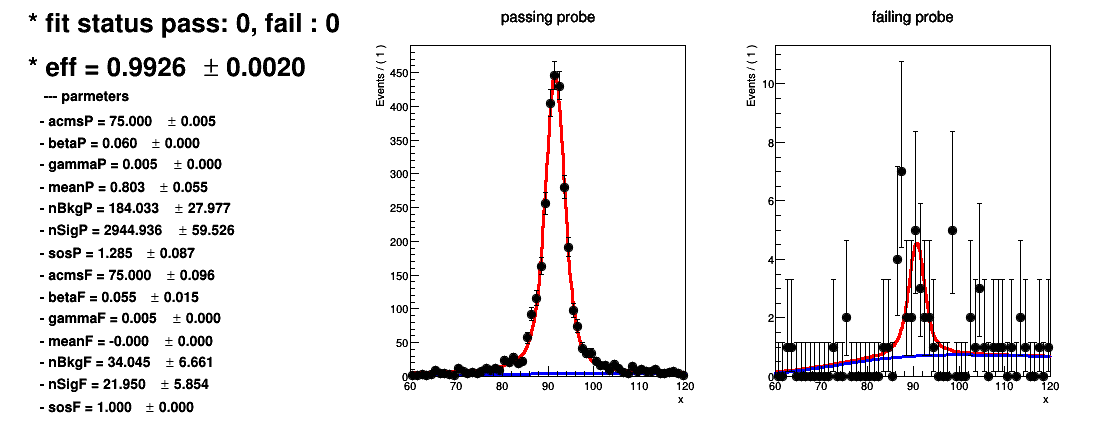 * fit status pass: 0, fail : 0
* eff = 0.9926 ± 0.0020
--- parmeters
- acmsP = 75.000 ± 0.005
- betaP = 0.060 ± 0.000
- gammaP = 0.005 ± 0.000
- meanP = 0.803 ± 0.055
- nBkgP = 184.033 ± 27.977
- nSigP = 2944.936 ± 59.526
- sosP = 1.285 ± 0.087
- acmsF = 75.000 ± 0.096
- betaF = 0.055 ± 0.015
- gammaF = 0.005 ± 0.000
- meanF = -0.000 ± 0.000
- nBkgF = 34.045 ± 6.661
- nSigF = 21.950 ± 5.854
- sosF = 1.000 ± 0.000
passing probe
Events / ( 1 )
450
400
350
300
250
200
150
100
50
0
60 70 80 90 100 110 120
x
failing probe
Events / ( 1 )
10
8
6
4
2
0
60 70 80 90 100 110 120
x